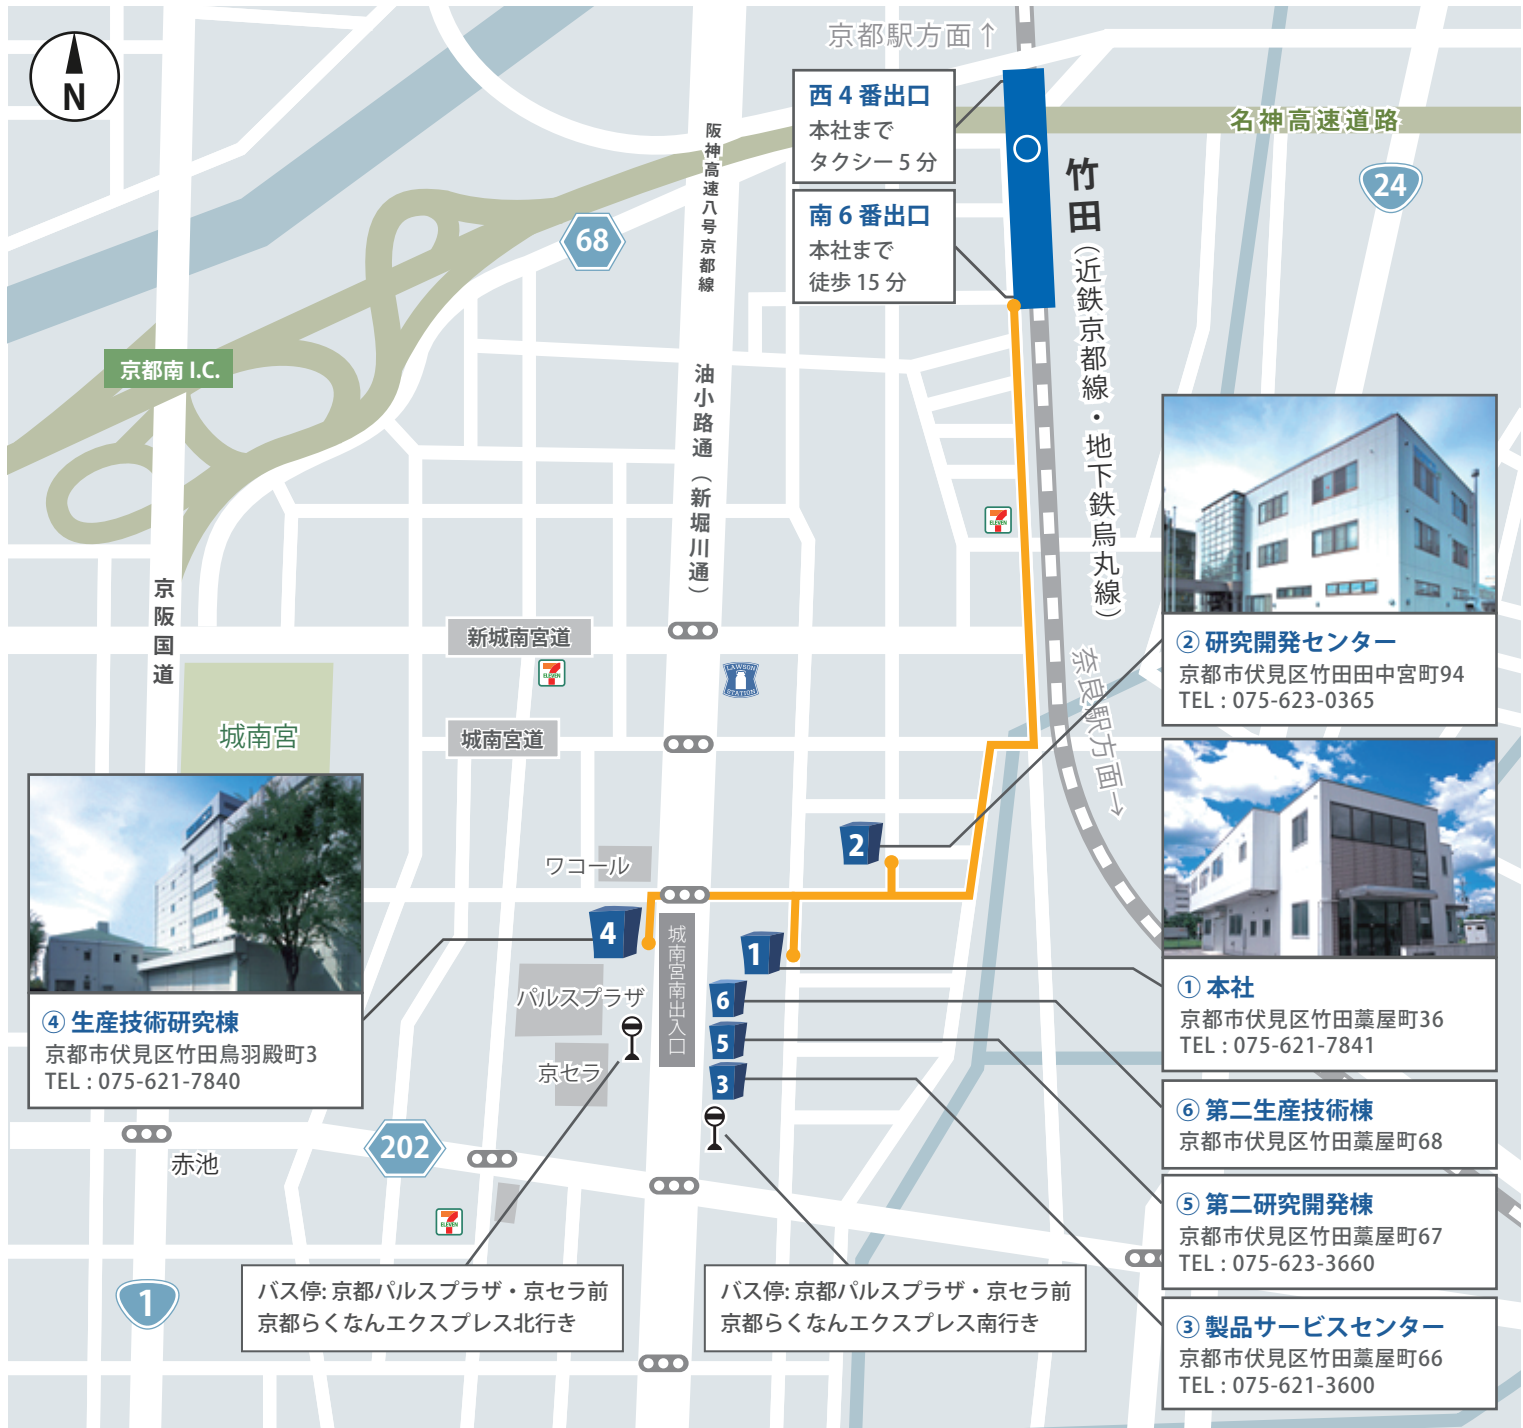 京都駅方面↑
N
西4番出口
本社まで
タクシー5分
名神高速道路
阪神高速八号京都線
竹田
24
南6番出口
本社まで
徒歩15分
68
(近鉄京都線・地下鉄烏丸線)
京都南I.C.
油小路通(新堀川通)
ELEVEN
京阪国道
新城南宮道
② 研究開発センター
京都市伏見区竹田田中宮町94
TEL : 075-623-0365
7
ELEVEN
LAWSON
STATION
奈良駅方面→
城南宮
城南宮道
2
ワコール
4
城南宮南出入口
1
① 本社
京都市伏見区竹田藁屋町36
TEL : 075-621-7841
パルスプラザ
6
④ 生産技術研究棟
京都市伏見区竹田鳥羽殿町3
TEL : 075-621-7840
5
京セラ
3
⑥ 第二生産技術棟
京都市伏見区竹田藁屋町68
202
赤池
⑤ 第二研究開発棟
京都市伏見区竹田藁屋町67
TEL : 075-623-3660
7
ELEVEN
バス停: 京都パルスプラザ・京セラ前
京都らくなんエクスプレス北行き
バス停: 京都パルスプラザ・京セラ前
京都らくなんエクスプレス南行き
1
③ 製品サービスセンター
京都市伏見区竹田藁屋町66
TEL : 075-621-3600